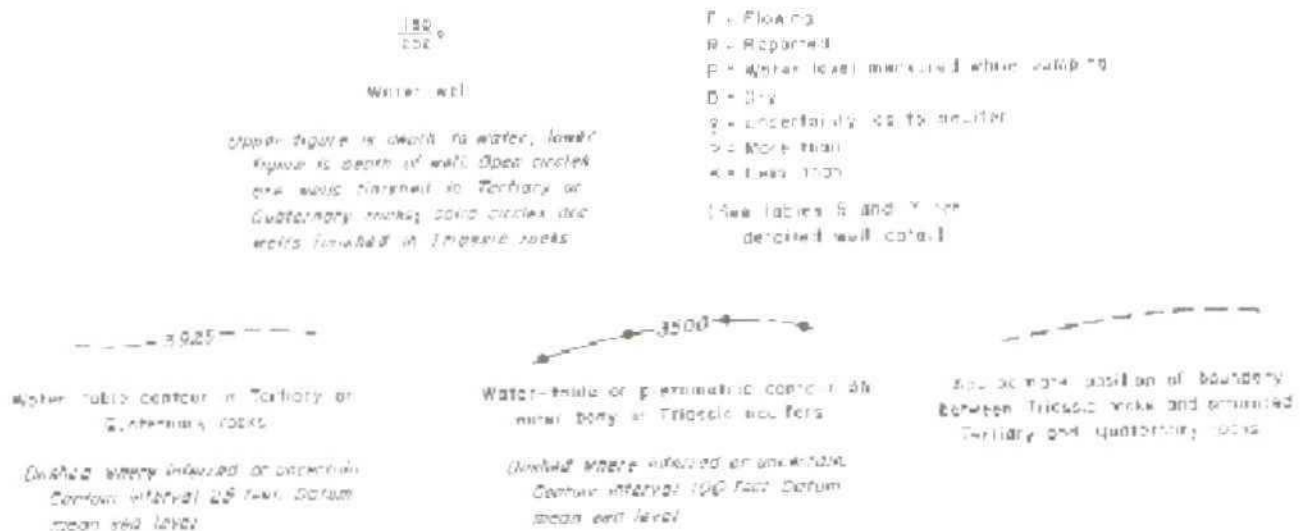 180
252
Water well
Upper figure is depth to water, lower
figure is depth of well. Open circles
are wells finished in Tertiary or
Quaternary rocks; solid circles are
wells finished in Triassic rocks
F = Flowing
R = Reported
P = Water level measured while pumping
D = Dry
? = Uncertainty as to aquifer
> = More than
< = Less than
(See tables 6 and 7 for
detailed well data.)
3925
Water table contour in Tertiary or
Quaternary rocks
Dashed where inferred or uncertain
Contour interval 25 feet. Datum
mean sea level
3500
Water-table or piezometric contour on
water body in Triassic aquifers
Dashed where inferred or uncertain.
Contour interval 100 feet. Datum
mean sea level
Approximate position of boundary
between Triassic rocks and saturated
Tertiary and Quaternary rocks